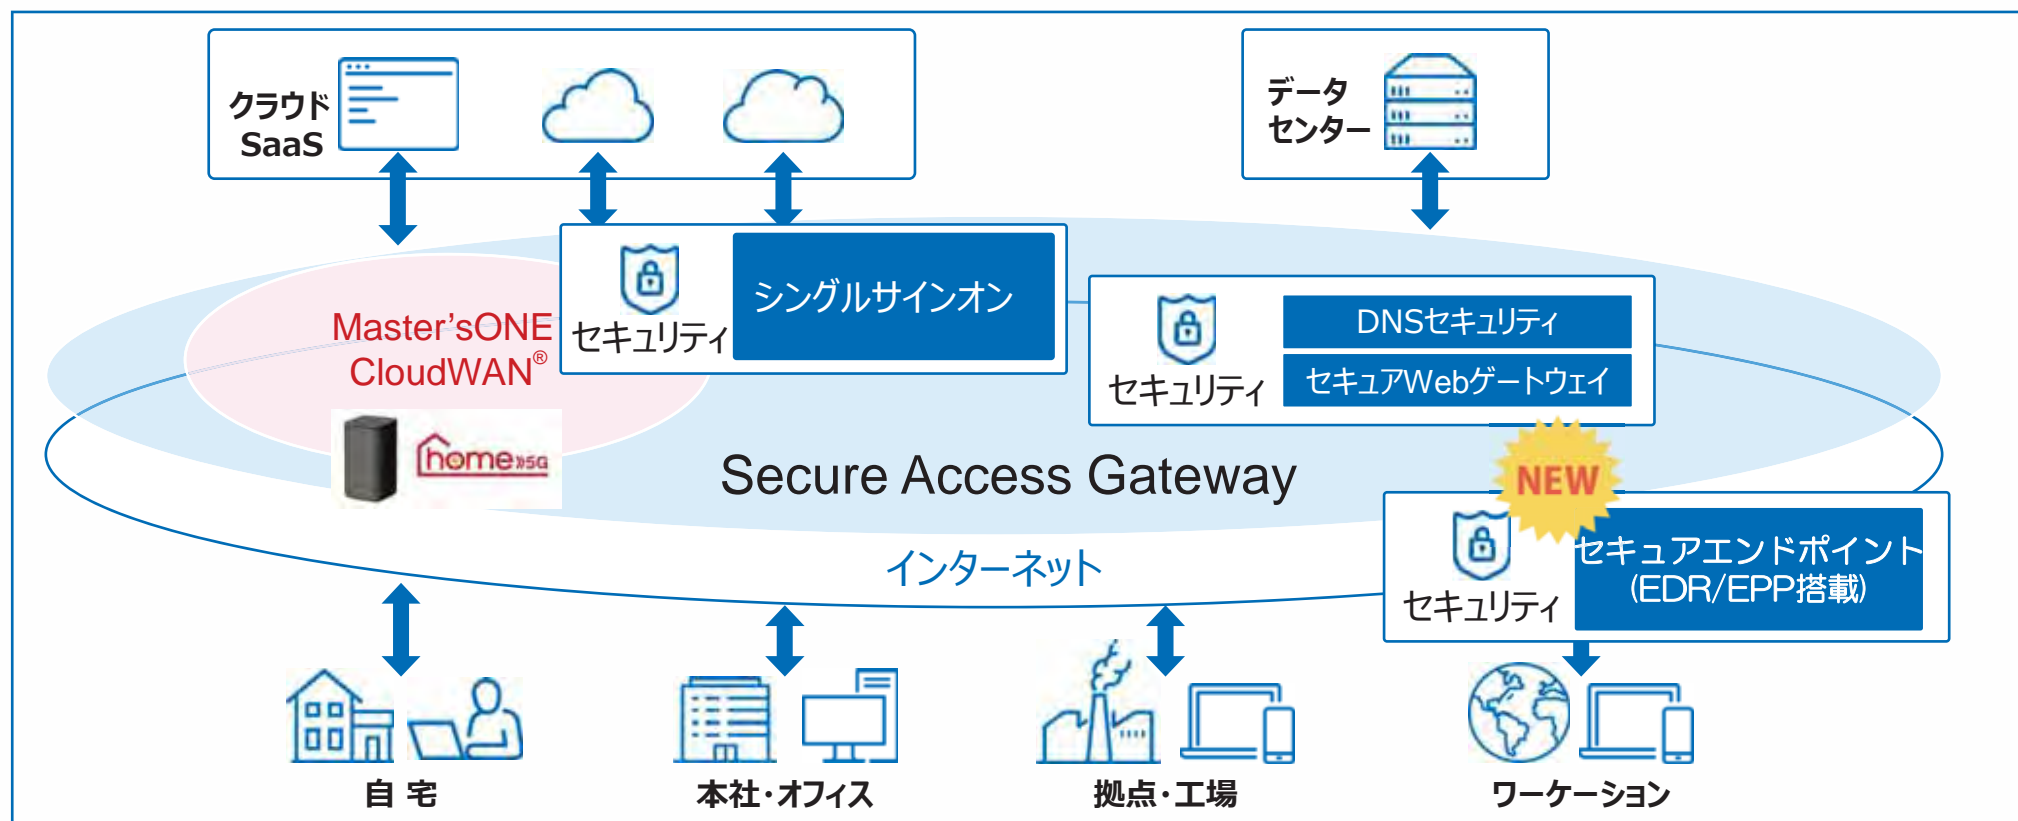 クラウド
SaaS
データ
センター
シングルサインオン
セキュリティ
Master'sONE
CloudWAN®
DNSセキュリティ
セキュアWebゲートウェイ
セキュリティ
home 5G
Secure Access Gateway
NEW
インターネット
セキュアエンドポイント
(EDR/EPP搭載)
セキュリティ
自 宅
本社・オフィス
拠点・工場
ワーケーション